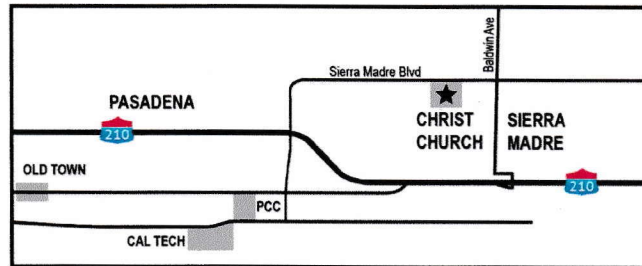 Baldwin Ave
Sierra Madre Blvd
PASADENA
CHRIST
CHURCH
SIERRA
MADRE
210
OLD TOWN
210
PCC
CAL TECH